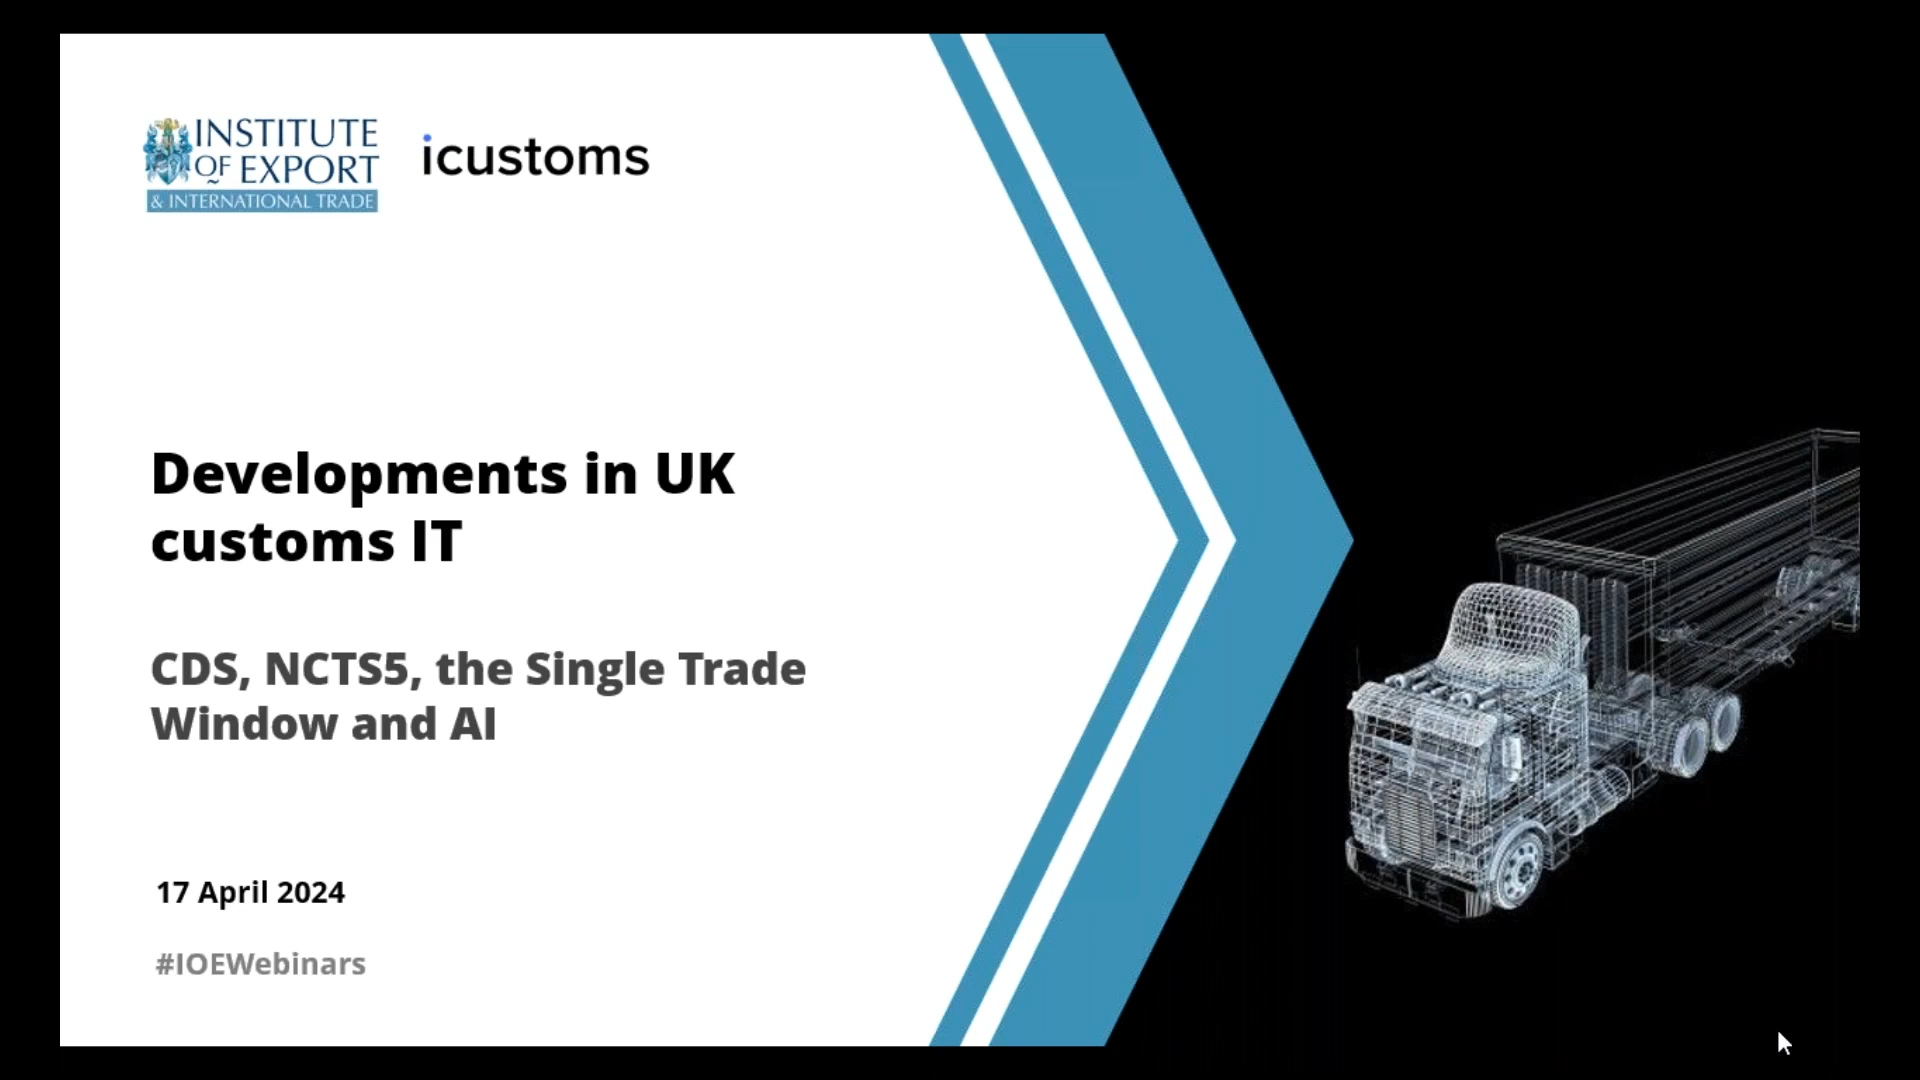 INSTITUTE
OF EXPORT
& INTERNATIONAL TRADE
icustoms
Developments in UK
customs IT
CDS, NCTS5, the Single Trade
Window and AI
17 April 2024
#IOEWebinars